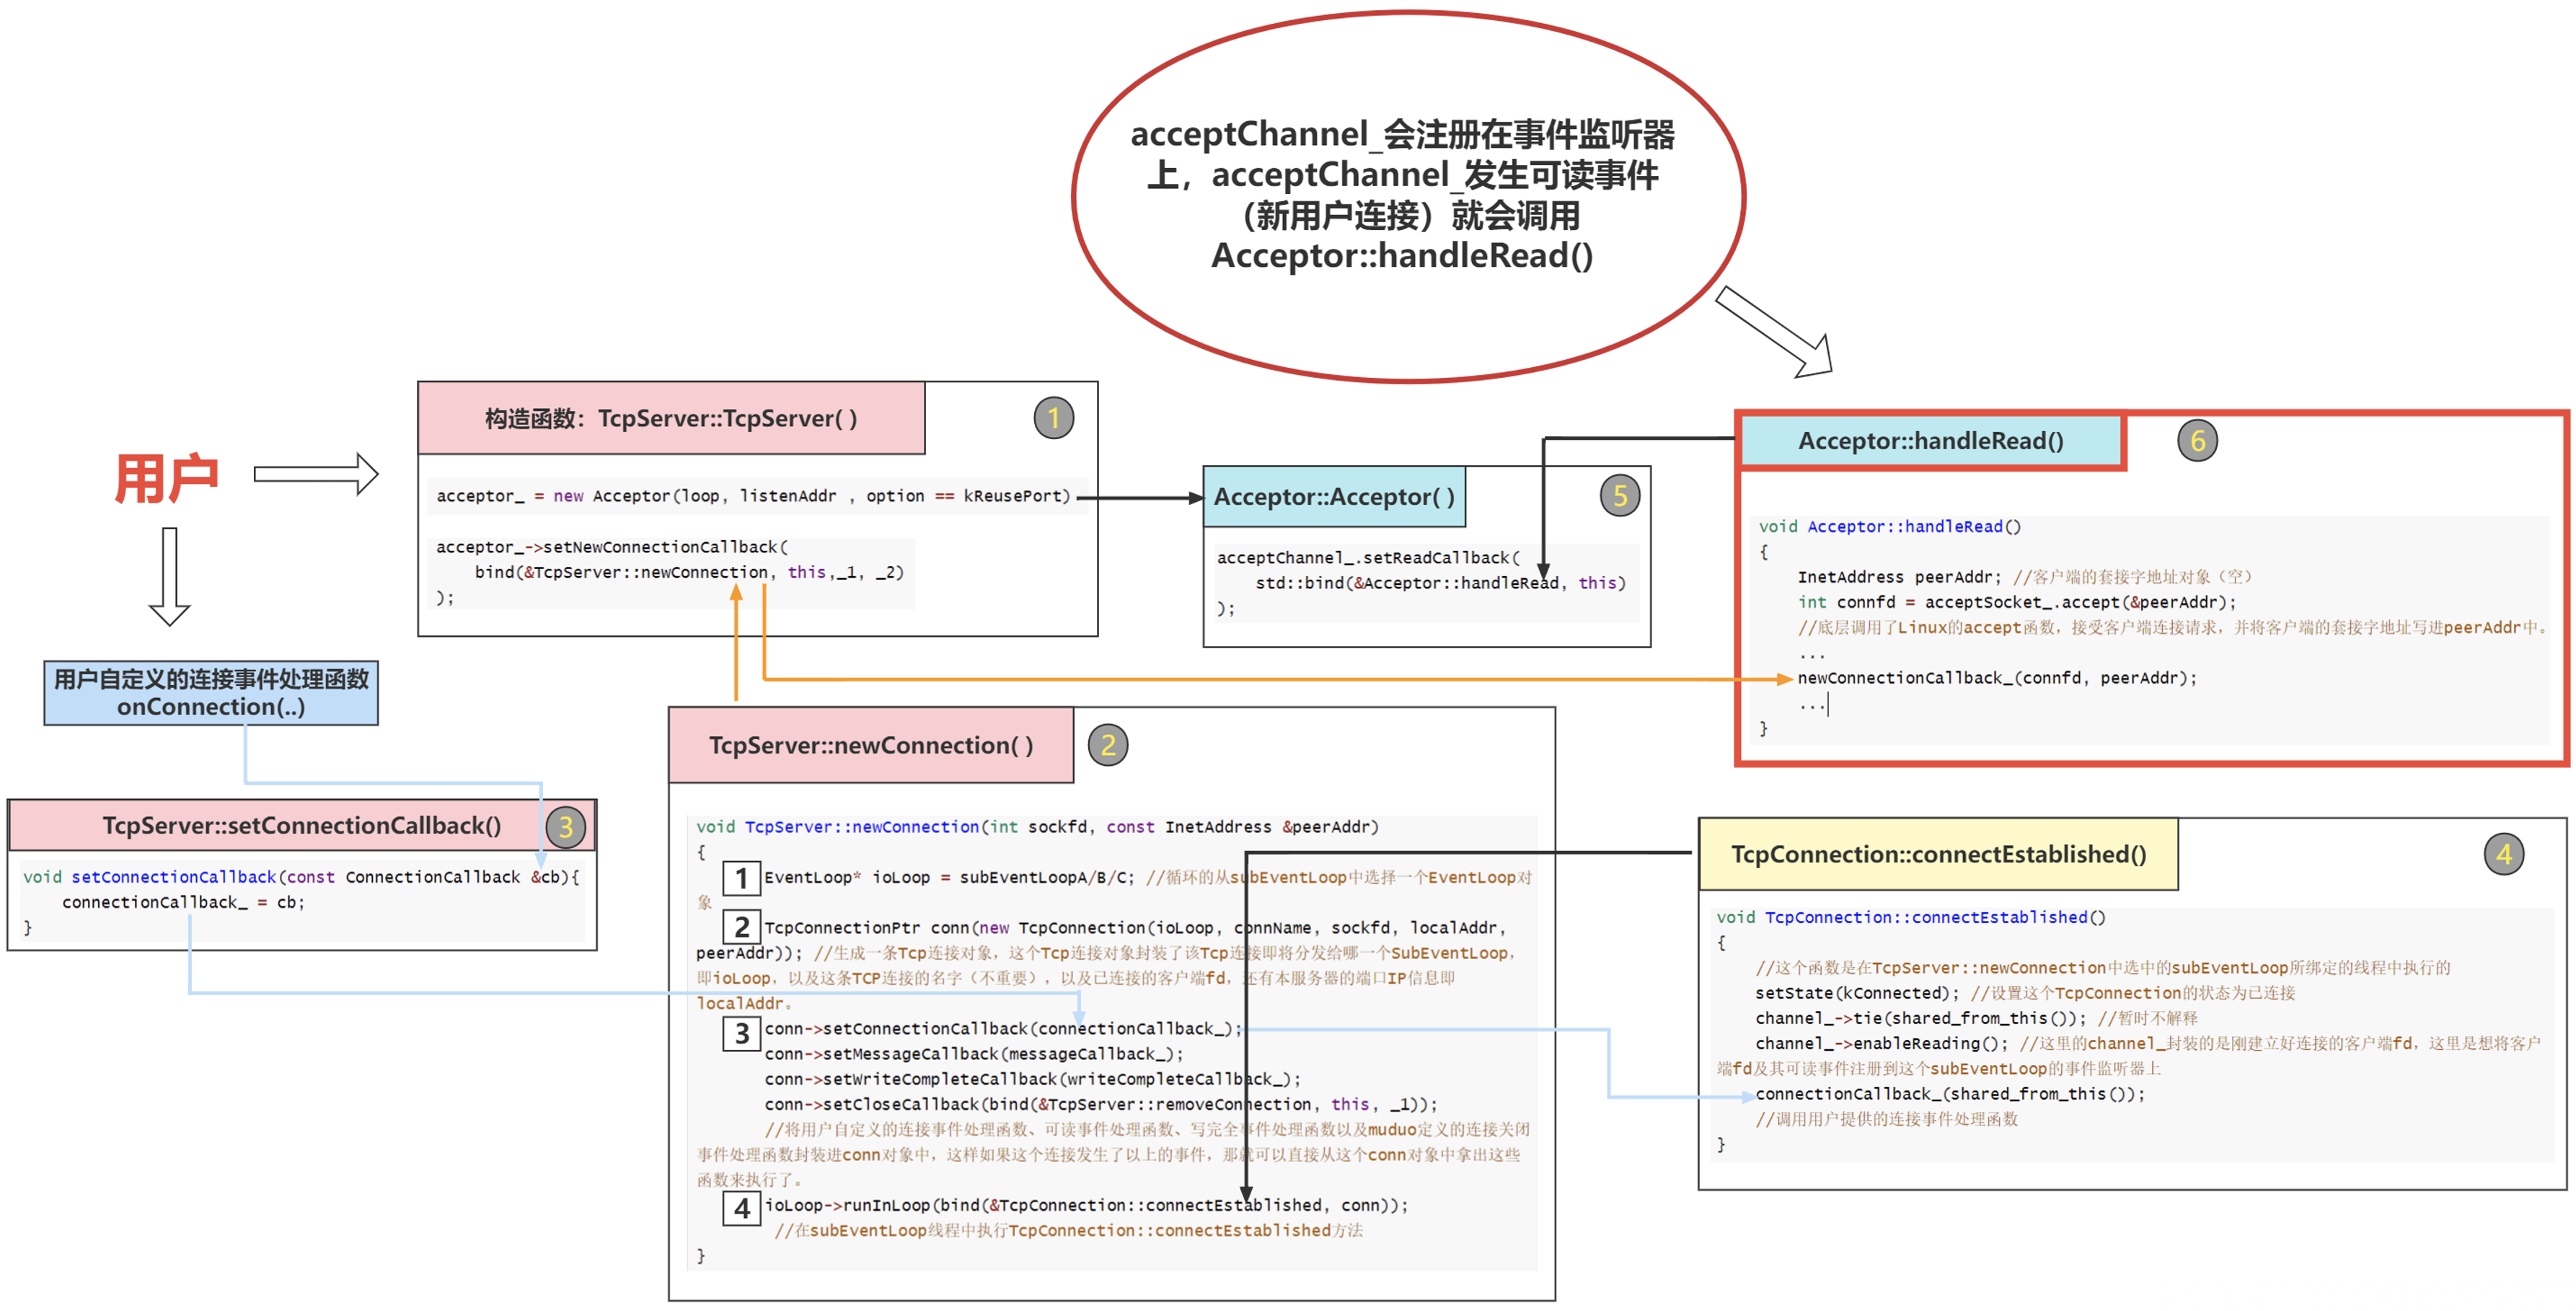 acceptChannel_会注册在事件监听器
上，acceptChannel_发生可读事件
（新用户连接）就会调用
Acceptor::handleRead()
用户
构造函数：TcpServer::TcpServer( )
1
acceptor_ = new Acceptor(loop, listenAddr , option == kReusePort)
acceptor_->setNewConnectionCallback(
bind(&TcpServer::newConnection, this,_1, _2)
);
Acceptor::Acceptor( )
5
acceptChannel_.setReadCallback(
std::bind(&Acceptor::handleRead, this)
);
Acceptor::handleRead()
6
void Acceptor::handleRead()
{
InetAddress peerAddr; //客户端的套接字地址对象（空）
int connfd = acceptSocket_.accept(&peerAddr);
//底层调用了Linux的accept函数，接受客户端连接请求，并将客户端的套接字地址写进peerAddr中。
...
newConnectionCallback_(connfd, peerAddr);
...
}
用户自定义的连接事件处理函数
onConnection(..)
TcpServer::setConnectionCallback()
3
void setConnectionCallback(const ConnectionCallback &cb){
connectionCallback_ = cb;
}
TcpServer::newConnection( )
2
void TcpServer::newConnection(int sockfd, const InetAddress &peerAddr)
{
1 EventLoop* ioLoop = subEventLoopA/B/C; //循环的从subEventLoop中选择一个EventLoop对
象
2 TcpConnectionPtr conn(new TcpConnection(ioLoop, connName, sockfd, localAddr,
peerAddr)); //生成一条Tcp连接对象，这个Tcp连接对象封装了该Tcp连接即将分发给哪一个SubEventLoop，
即ioLoop，以及这条TCP连接的名字（不重要），以及已连接的客户端fd，还有本服务器的端口IP信息即
localAddr。
3 conn->setConnectionCallback(connectionCallback_);
conn->setMessageCallback(messageCallback_);
conn->setWriteCompleteCallback(writeCompleteCallback_);
conn->setCloseCallback(bind(&TcpServer::removeConnection, this, _1));
//将用户自定义的连接事件处理函数、可读事件处理函数、写完全事件处理函数以及muduo定义的连接关闭
事件处理函数封装进conn对象中，这样如果这个连接发生了以上的事件，那就可以直接从这个conn对象中拿出这些
函数来执行了。
4 ioLoop->runInLoop(bind(&TcpConnection::connectEstablished, conn));
//在subEventLoop线程中执行TcpConnection::connectEstablished方法
}
TcpConnection::connectEstablished()
4
void TcpConnection::connectEstablished()
{
//这个函数是在TcpServer::newConnection中选中的subEventLoop所绑定的线程中执行的
setState(kConnected); //设置这个TcpConnection的状态为已连接
channel_->tie(shared_from_this()); //暂时不解释
channel_->enableReading(); //这里的channel_封装的是刚建立好连接的客户端fd，这里是想将客户
端fd及其可读事件注册到这个subEventLoop的事件监听器上
connectionCallback_(shared_from_this());
//调用用户提供的连接事件处理函数
}